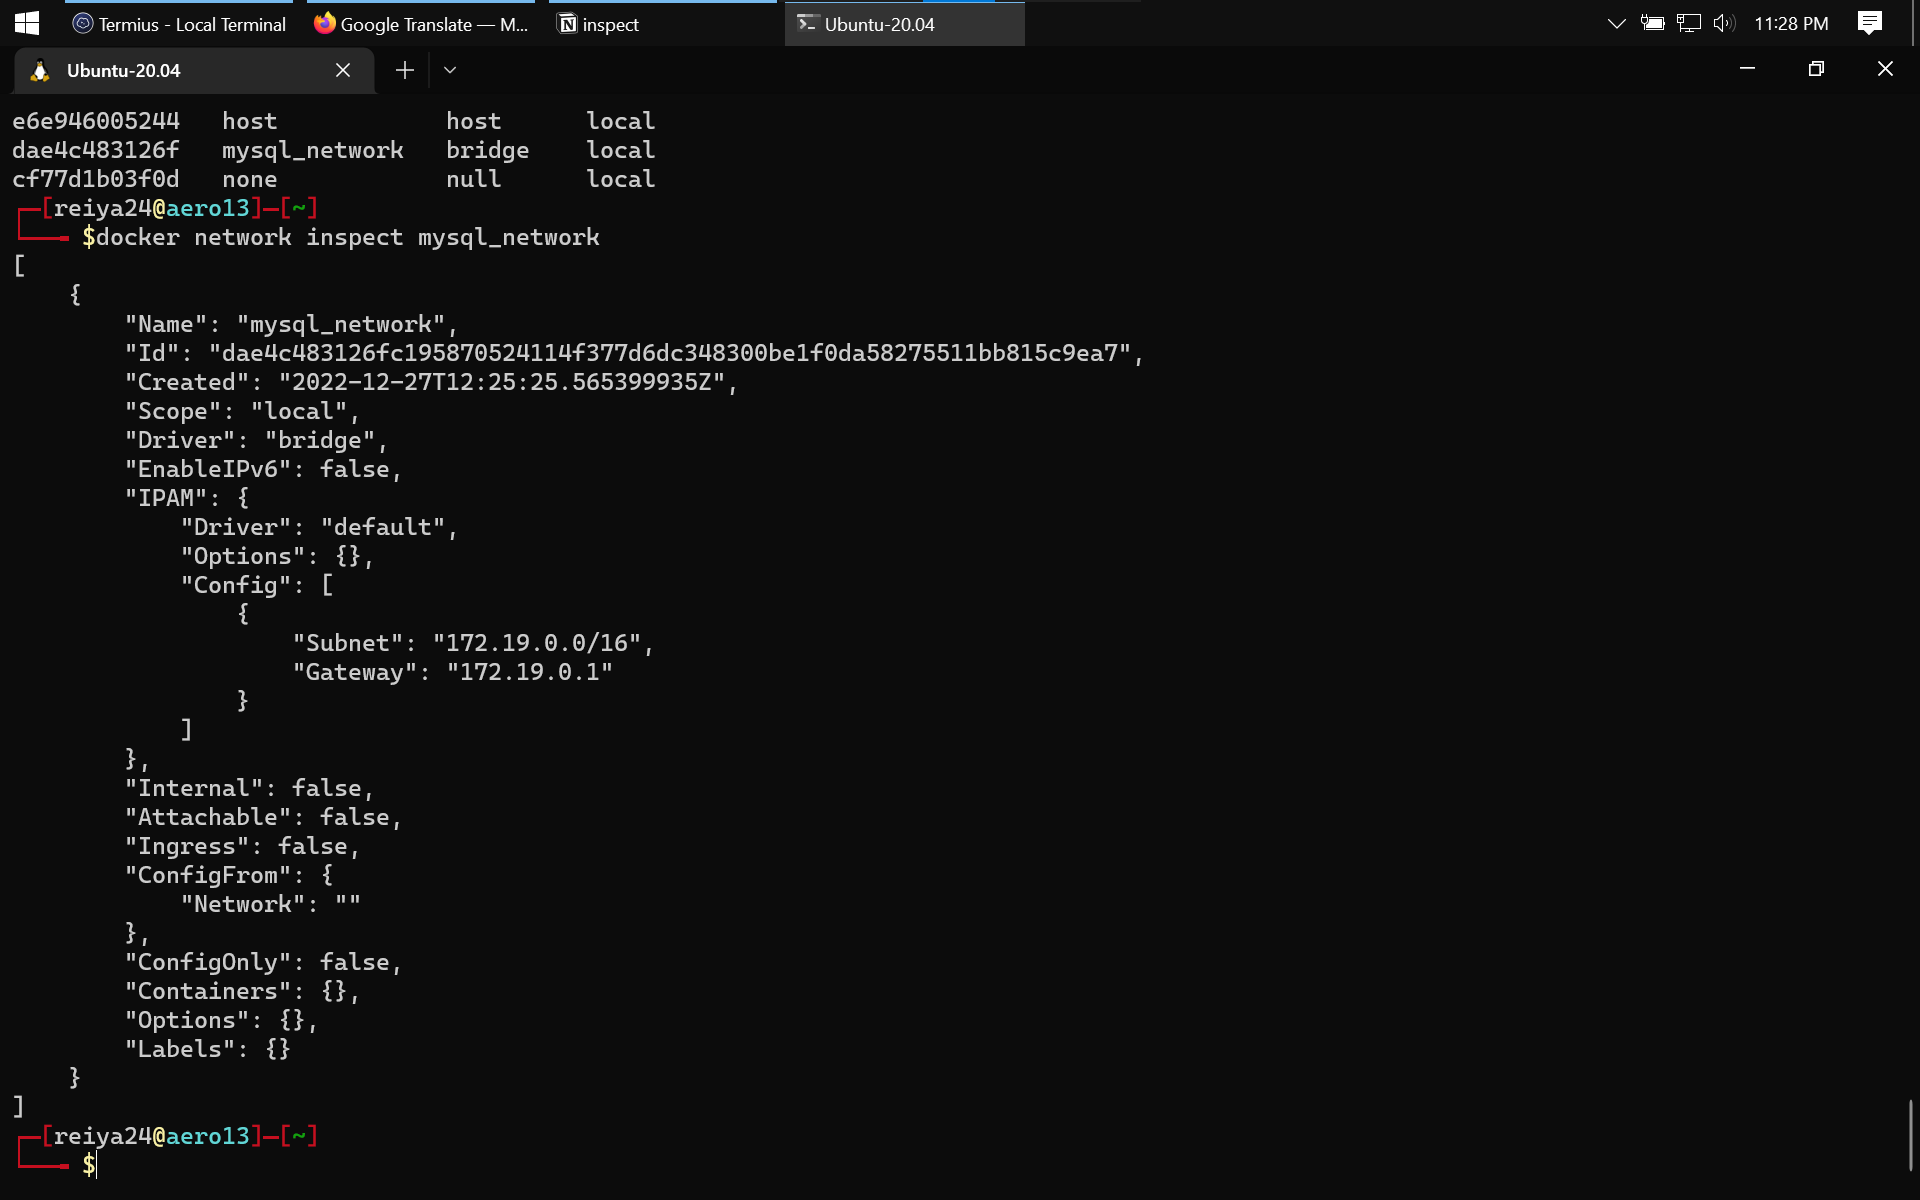 Termius - Local Terminal
Google Translate — M...
inspect
Ubuntu-20.04
11:28 PM
Ubuntu-20.04
e6e946005244   host            host      local
dae4c483126f   mysql_network   bridge    local
cf77d1b03f0d   none            null      local
┌─[reiya24@aero13]─[~]
└──╼ $docker network inspect mysql_network
[
    {
        "Name": "mysql_network",
        "Id": "dae4c483126fc195870524114f377d6dc348300be1f0da58275511bb815c9ea7",
        "Created": "2022-12-27T12:25:25.565399935Z",
        "Scope": "local",
        "Driver": "bridge",
        "EnableIPv6": false,
        "IPAM": {
            "Driver": "default",
            "Options": {},
            "Config": [
                {
                    "Subnet": "172.19.0.0/16",
                    "Gateway": "172.19.0.1"
                }
            ]
        },
        "Internal": false,
        "Attachable": false,
        "Ingress": false,
        "ConfigFrom": {
            "Network": ""
        },
        "ConfigOnly": false,
        "Containers": {},
        "Options": {},
        "Labels": {}
    }
]
┌─[reiya24@aero13]─[~]
└──╼ $